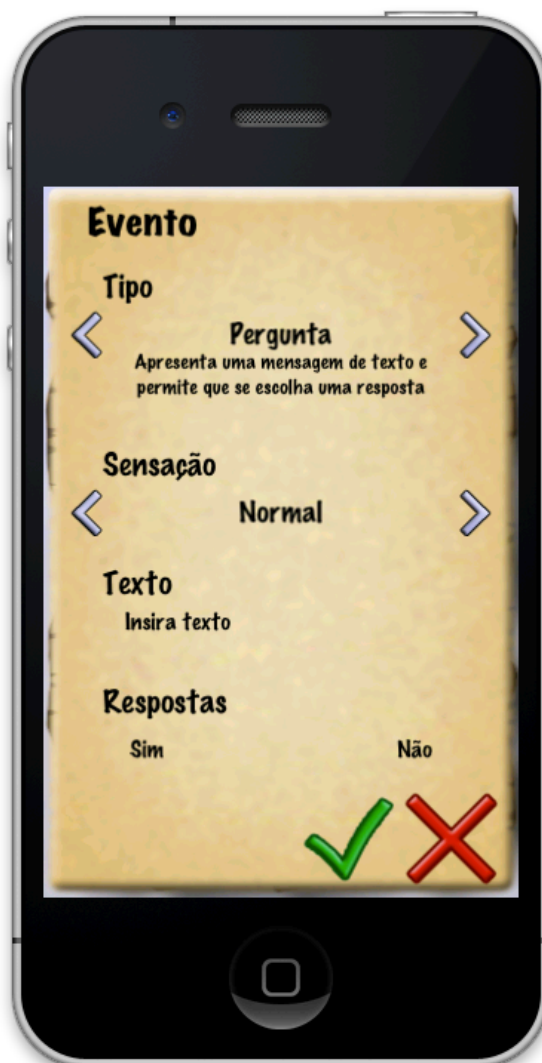 Evento
Tipo
Pergunta
Apresenta uma mensagem de texto e
permite que se escolha uma resposta
Sensação
Normal
Texto
Insira texto
Respostas
Sim Não